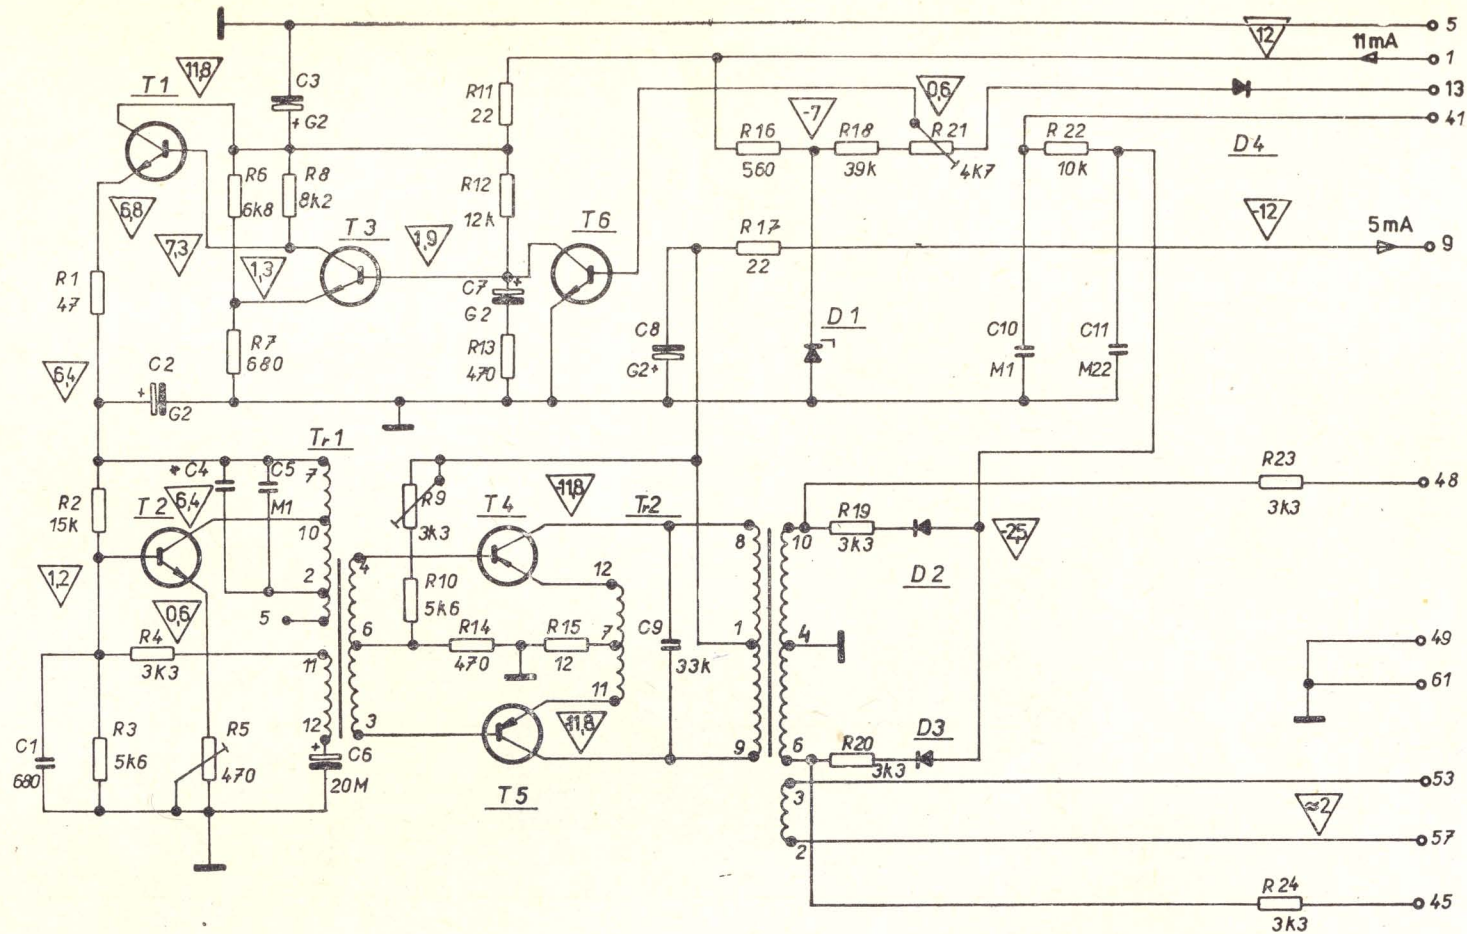 5
12
11mA
1
11,8
T1
C3
+ G2
R11
22
0,6
13
41
-7
R16
560
R18
39k
R21
4K7
R22
10k
D4
6,8
R6
6k8
R8
8k2
R12
12k
T3
1,9
T6
-12
5mA
9
7,3
1,3
R17
22
R1
47
C7
+
G2
D1
C8
G2+
C10
M1
C11
M22
R7
680
R13
470
6,4
C2
+
G2
Tr1
7
* C4
C5
M1
R2
15k
T2
6,4
10
R9
3k3
T4
-11,8
Tr2
8
10
R19
3k3
-25
R23
3k3
48
1,2
2
4
12
D2
0,6
5
R10
5k6
R4
3K3
6
R14
470
R15
12
7
C9
33k
1
4
49
11
61
12
3
11
-11,8
C1
680
R3
5k6
R5
470
+
C6
20M
T5
9
6
R20
3k3
D3
3
53
≈2
2
57
R24
3k3
45